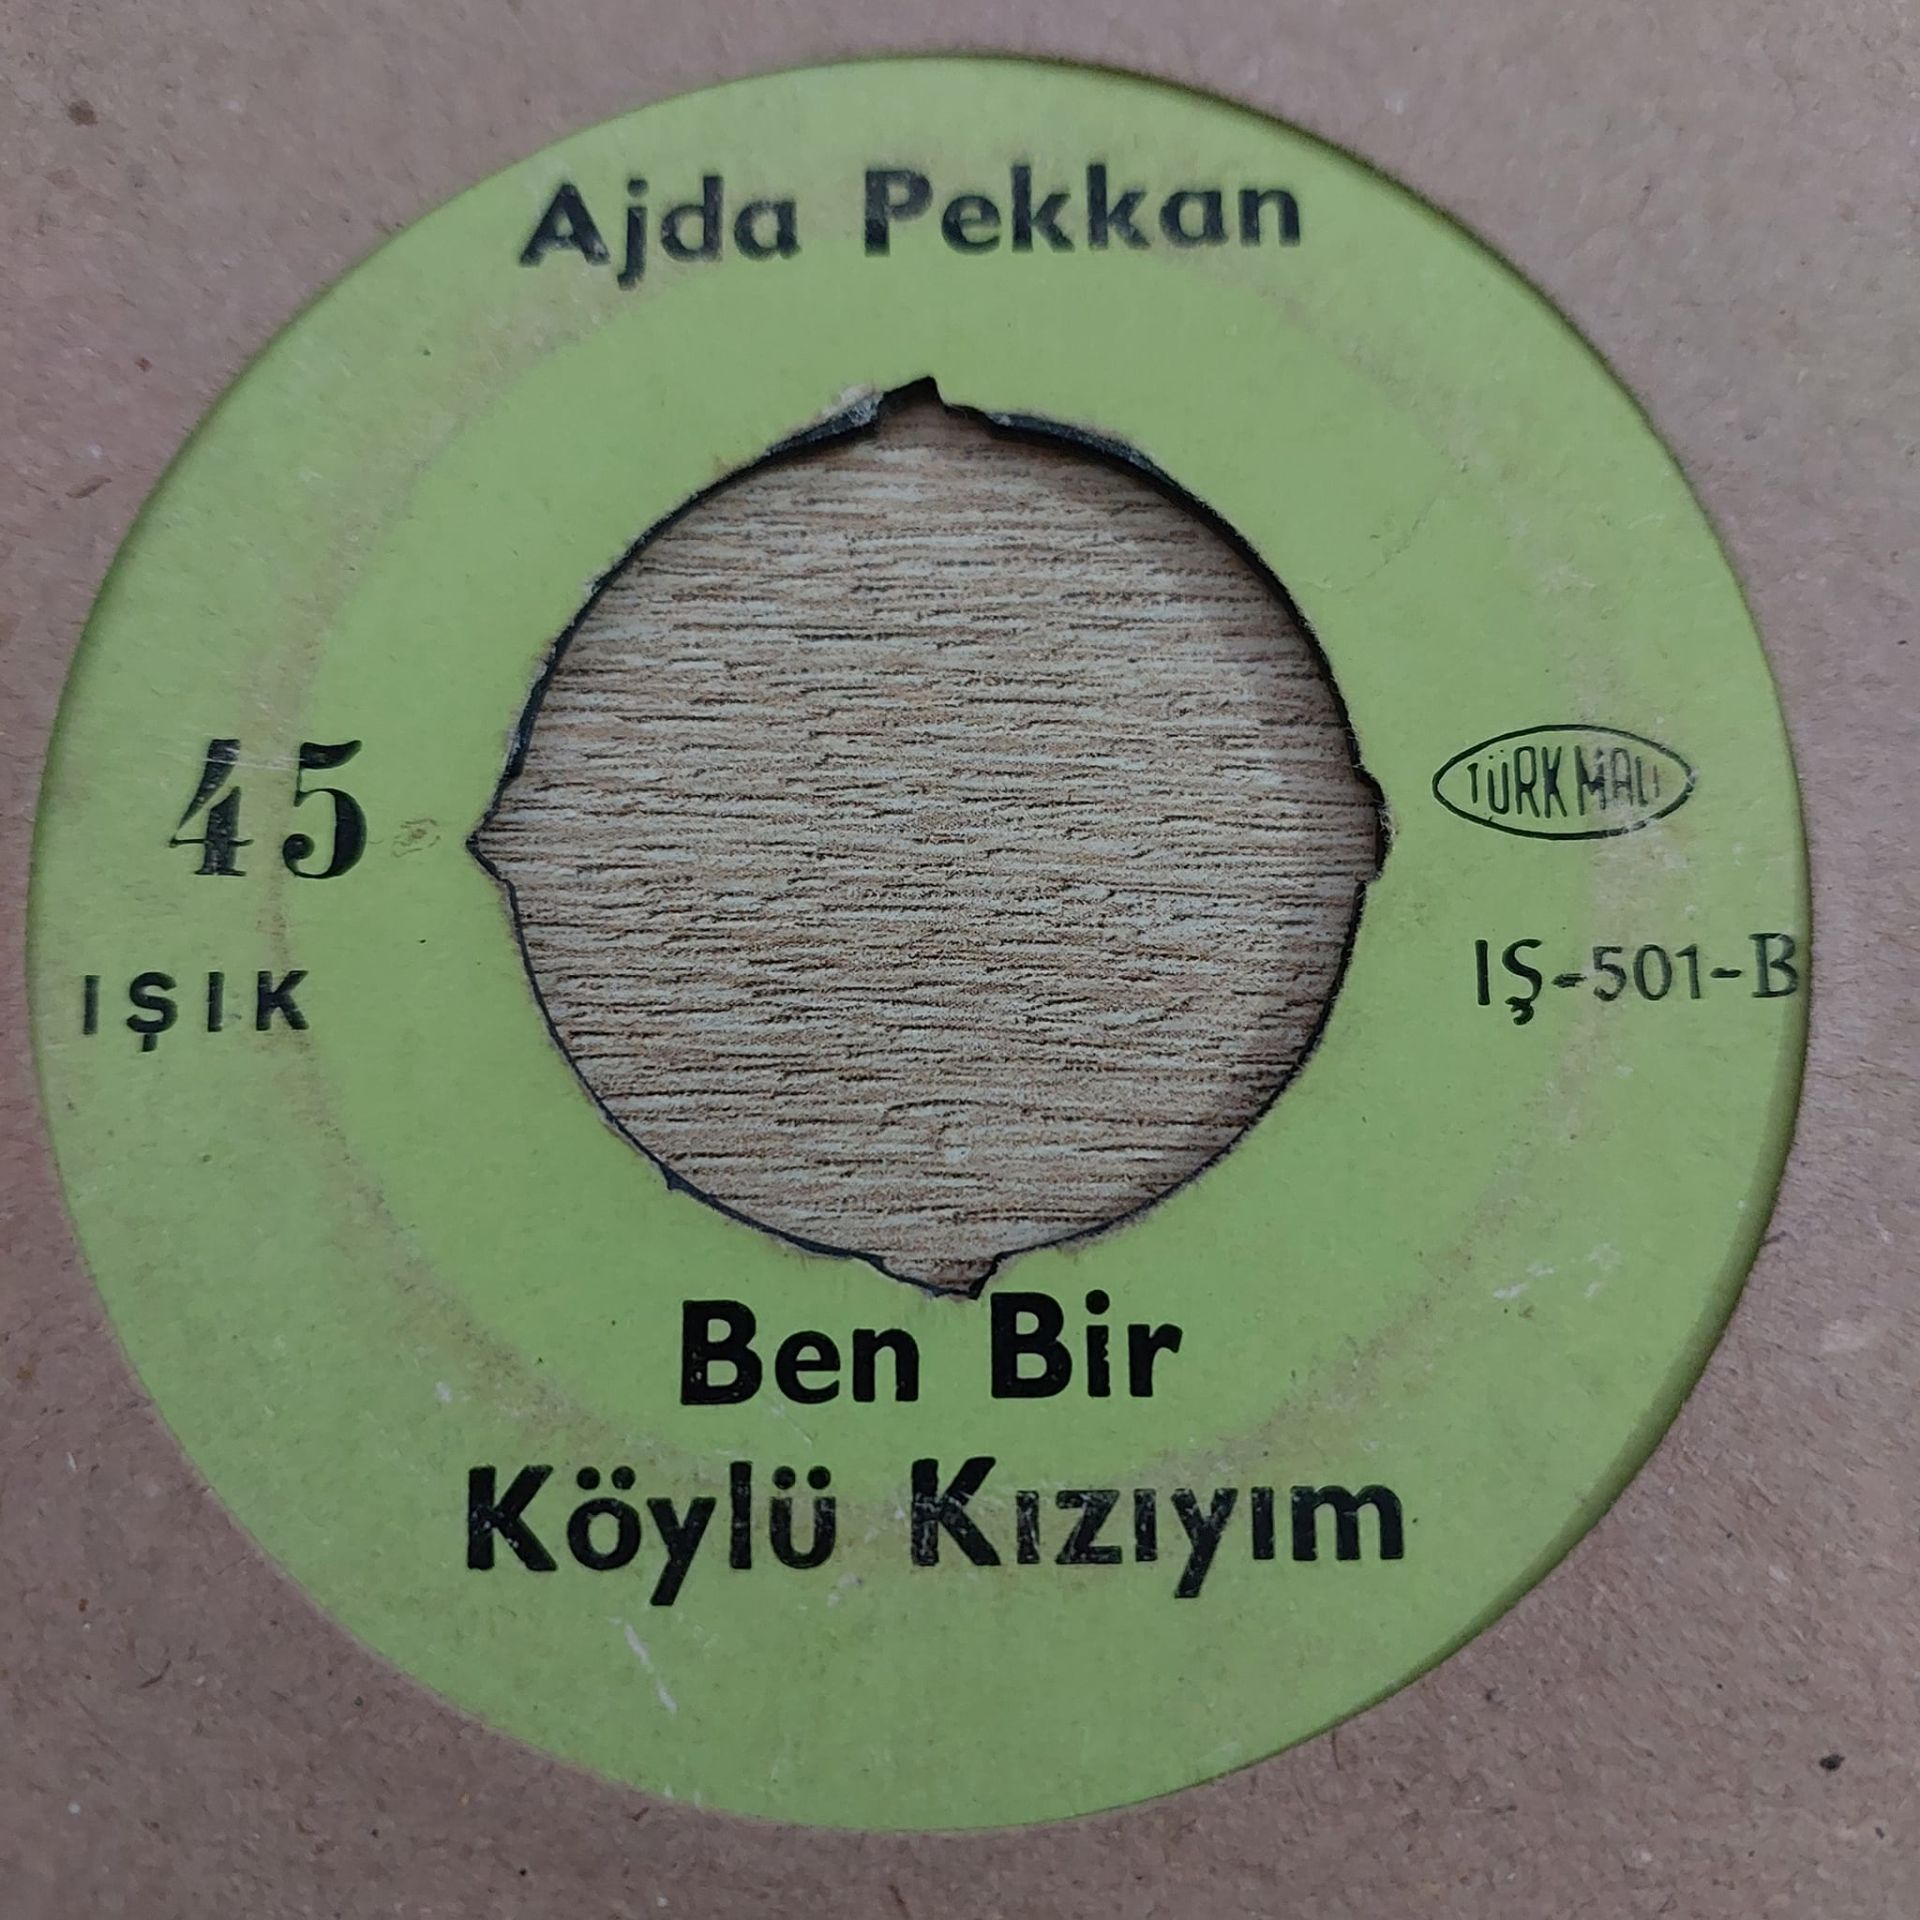 Ajda Pekkan
45
TÜRK MALI
IŞIK
IŞ-501-B
Ben Bir
Köylü Kızıyım